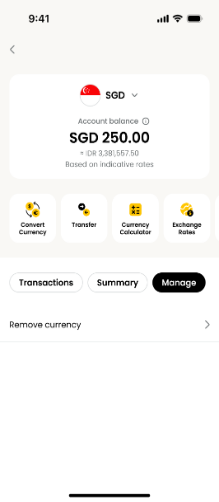 9:41
SGD
Account balance
SGD 250.00
≈ IDR 3,381,557.50
Based on indicative rates
Convert
Currency
Transfer
Currency
Calculator
Exchange
Rates
Transactions
Summary
Manage
Remove currency